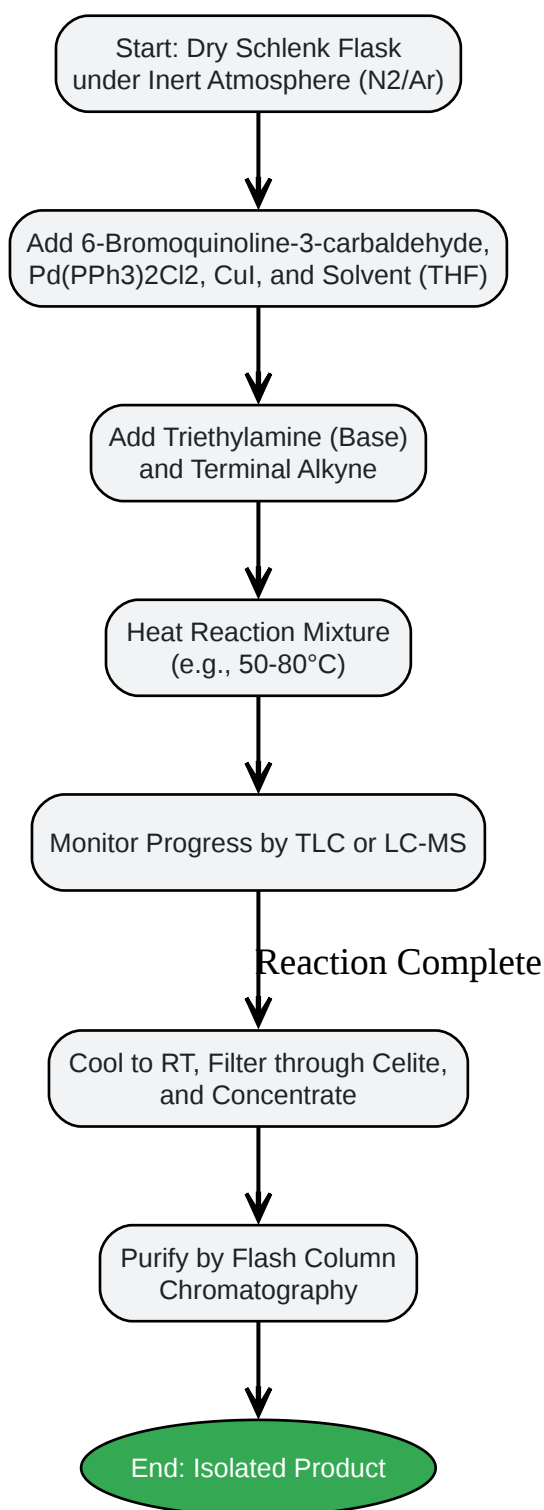 Start: Dry Schlenk Flask
under Inert Atmosphere (N2/Ar)
Add 6-Bromoquinoline-3-carbaldehyde,
Pd(PPh3)2Cl2, CuI, and Solvent (THF)
Add Triethylamine (Base)
and Terminal Alkyne
Heat Reaction Mixture
(e.g., 50-80°C)
Monitor Progress by TLC or LC-MS
Reaction Complete
Cool to RT, Filter through Celite,
and Concentrate
Purify by Flash Column
Chromatography
End: Isolated Product